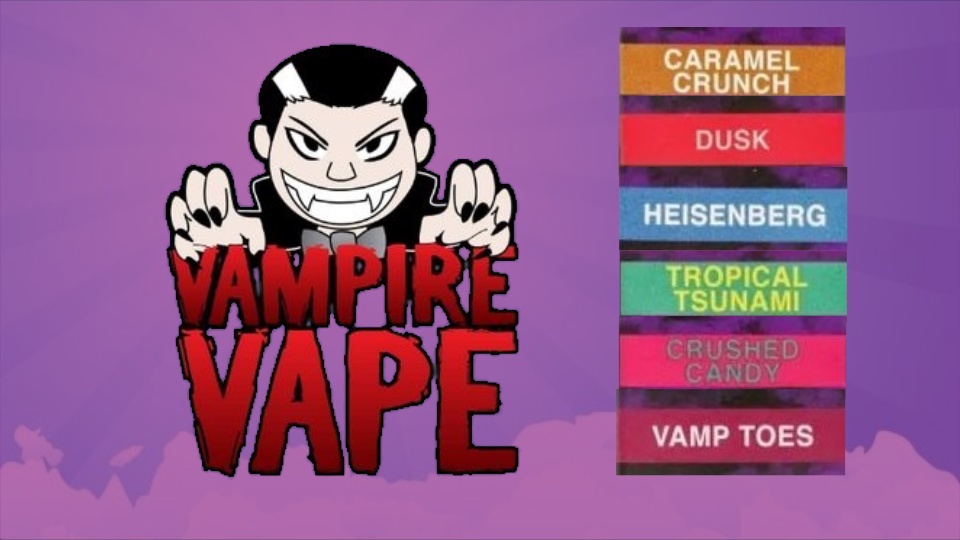 VAMPIRE
VAPE
CARAMEL
CRUNCH
DUSK
HEISENBERG
TROPICAL
TSUNAMI
CRUSHED
CANDY
VAMP TOES